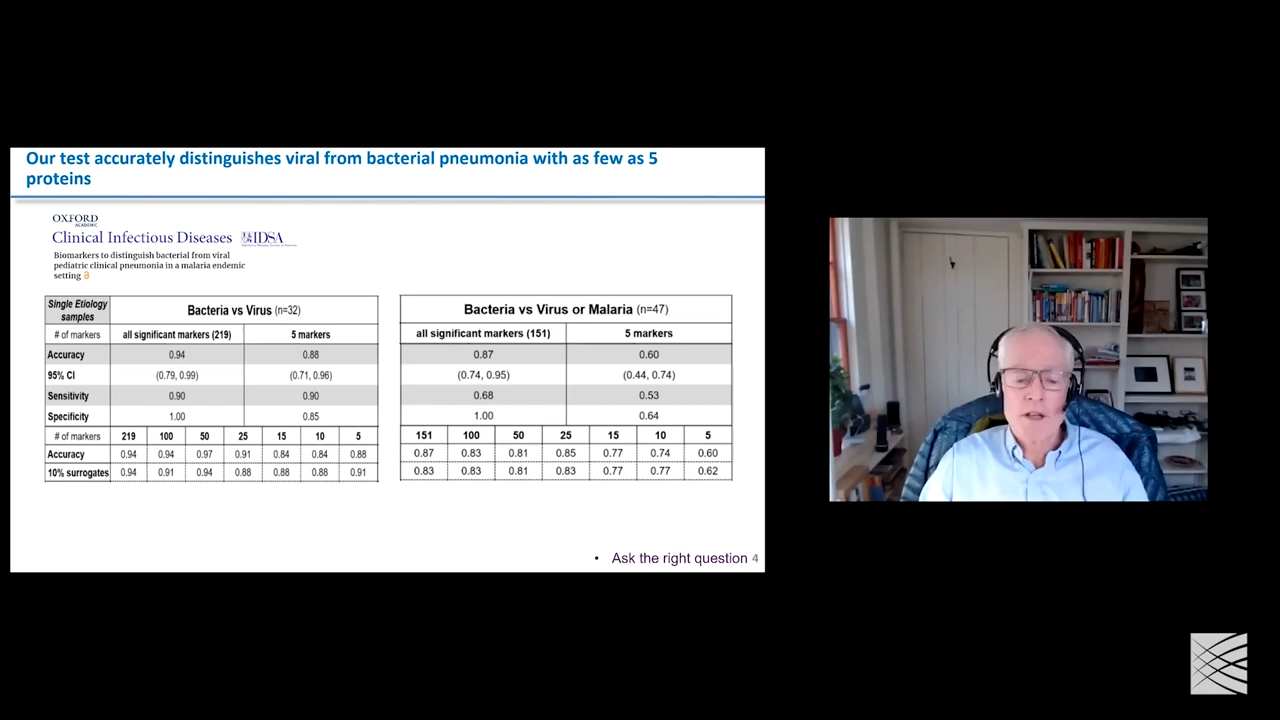 Our test accurately distinguishes viral from bacterial pneumonia with as few as 5
proteins
OXFORD
ACADEMIC
Clinical Infectious Diseases IDSA
Biomarkers to distinguish bacterial from viral
pediatric clinical pneumonia in a malaria endemic
setting
Single Etiology samples Bacteria vs Virus (n=32)
# of markers all significant markers (219) 5 markers
Accuracy 0.94 0.88
95% CI (0.79, 0.99) (0.71, 0.96)
Sensitivity 0.90 0.90
Specificity 1.00 0.85
# of markers 219 100 50 25 15 10 5
Accuracy 0.94 0.94 0.97 0.91 0.84 0.84 0.88
10% surrogates 0.94 0.91 0.94 0.88 0.88 0.88 0.91
Bacteria vs Virus or Malaria (n=47)
all significant markers (151) 5 markers
0.87 0.60
(0.74, 0.95) (0.44, 0.74)
0.68 0.53
1.00 0.64
151 100 50 25 15 10 5
0.87 0.83 0.81 0.85 0.77 0.74 0.60
0.83 0.83 0.81 0.83 0.77 0.77 0.62
• Ask the right question 4